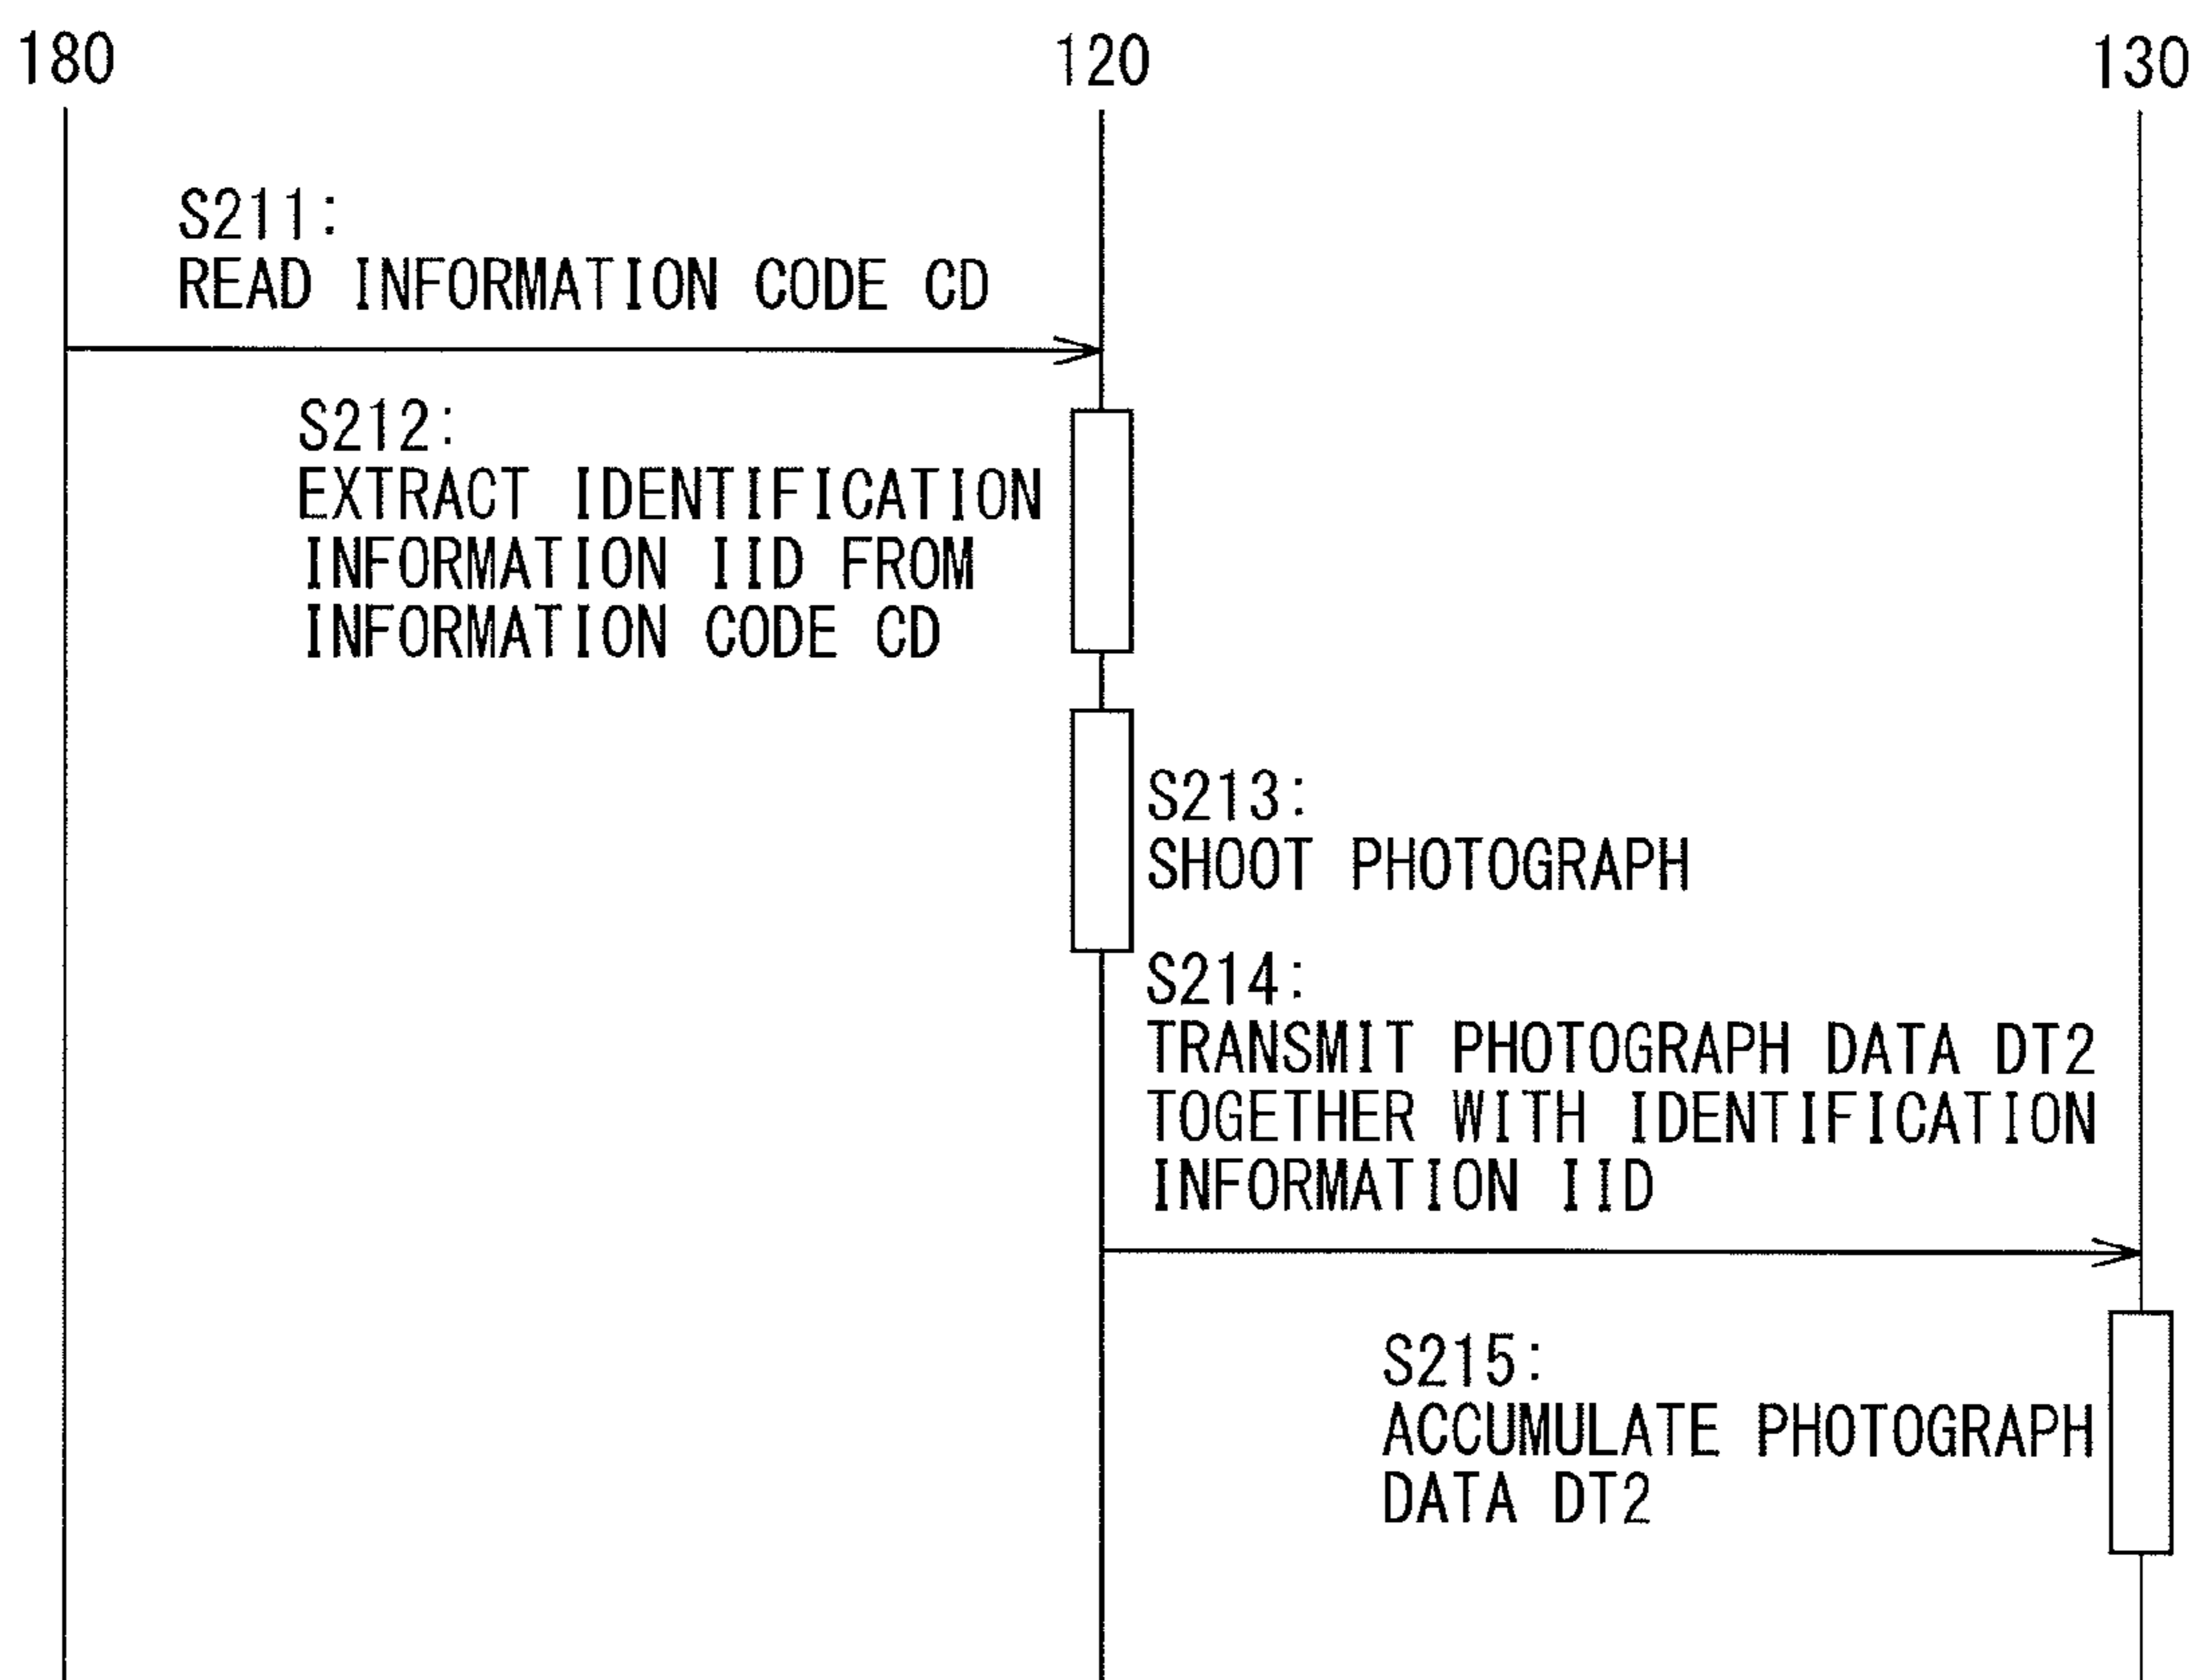 180
120
130
S211:
READ INFORMATION CODE CD
S212:
EXTRACT IDENTIFICATION
INFORMATION IID FROM
INFORMATION CODE CD
S213:
SHOOT PHOTOGRAPH
S214:
TRANSMIT PHOTOGRAPH DATA DT2
TOGETHER WITH IDENTIFICATION
INFORMATION IID
S215:
ACCUMULATE PHOTOGRAPH
DATA DT2